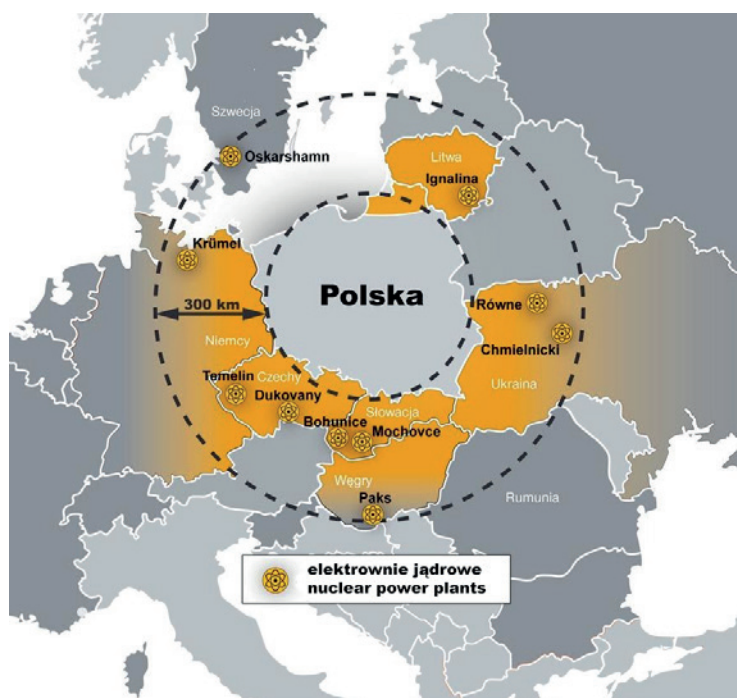 Szwecja
Oskarshamn
Litwa
Ignalina
Krümel
Polska
300 km
Równe
Niemcy
Chmielnicki
Temelin
Czechy
Ukraina
Dukovany
Słowacja
Bohunice
Mochovce
Węgry
Paks
Rumunia
elektrownie jądrowe
nuclear power plants